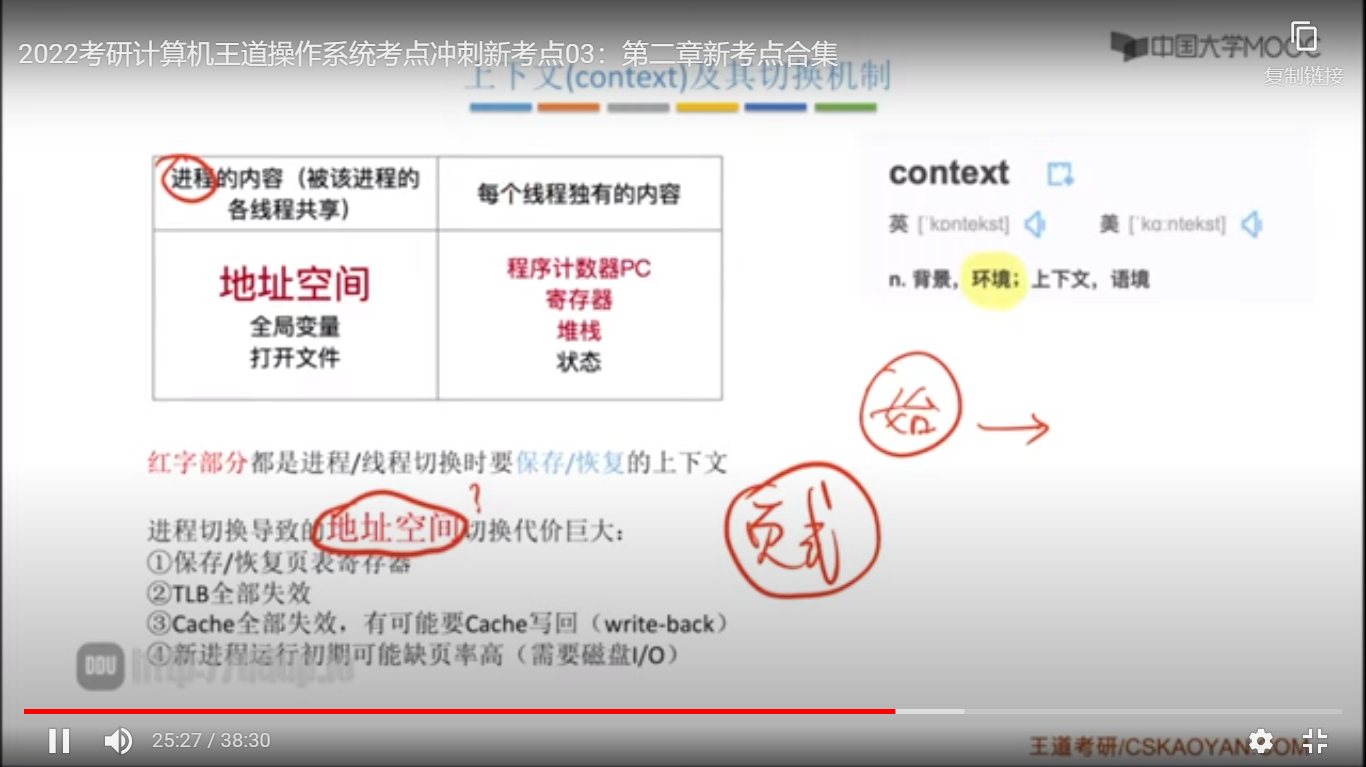 2022考研计算机王道操作系统考点冲刺新考点03：第二章新考点合集
中国大学MOOC
复制链接
上下文(context)及其切换机制
进程的内容（被该进程的
各线程共享）
每个线程独有的内容
地址空间
全局变量
打开文件
程序计数器PC
寄存器
堆栈
状态
context
英 [ˈkɒntekst] 美 [ˈkɑːntekst]
n. 背景，环境；上下文，语境
始 →
红字部分都是进程/线程切换时要保存/恢复的上下文
?
进程切换导致的地址空间切换代价巨大：
页式
①保存/恢复页表寄存器
②TLB全部失效
③Cache全部失效，有可能要Cache写回（write-back）
④新进程运行初期可能缺页率高（需要磁盘I/O）
DDU
25:27 / 38:30
王道考研/CSKAOYAN.COM